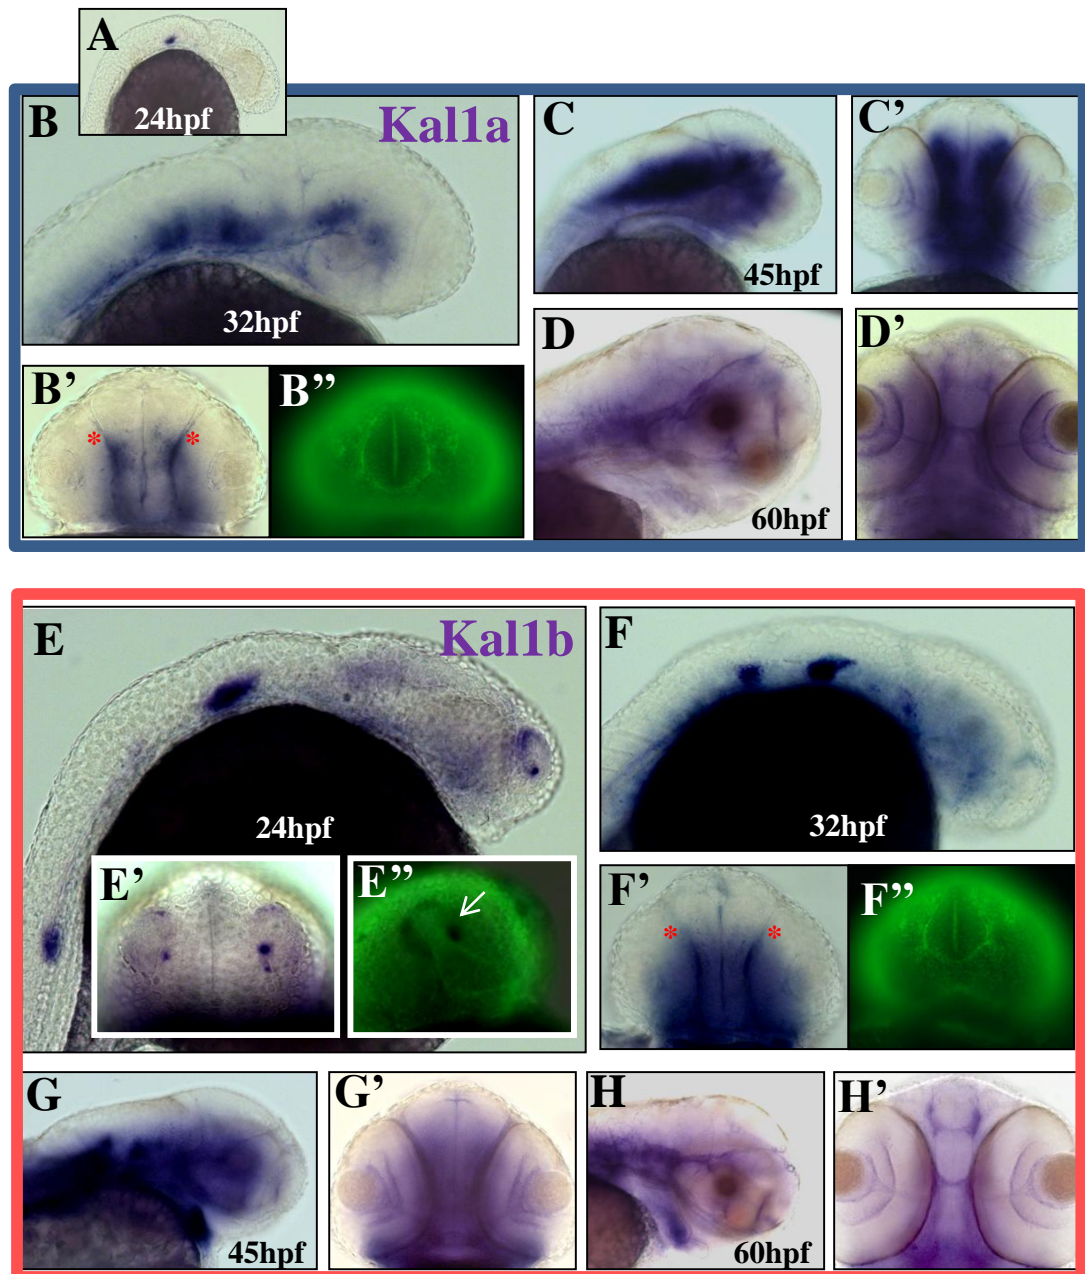 A
24hpf
B
Kal1a
32hpf
C
45hpf
C’
B’
*
*
B”
D
60hpf
D’
E
Kal1b
24hpf
E’
E”
F
32hpf
F’
*
*
F”
G
45hpf
G’
H
60hpf
H’